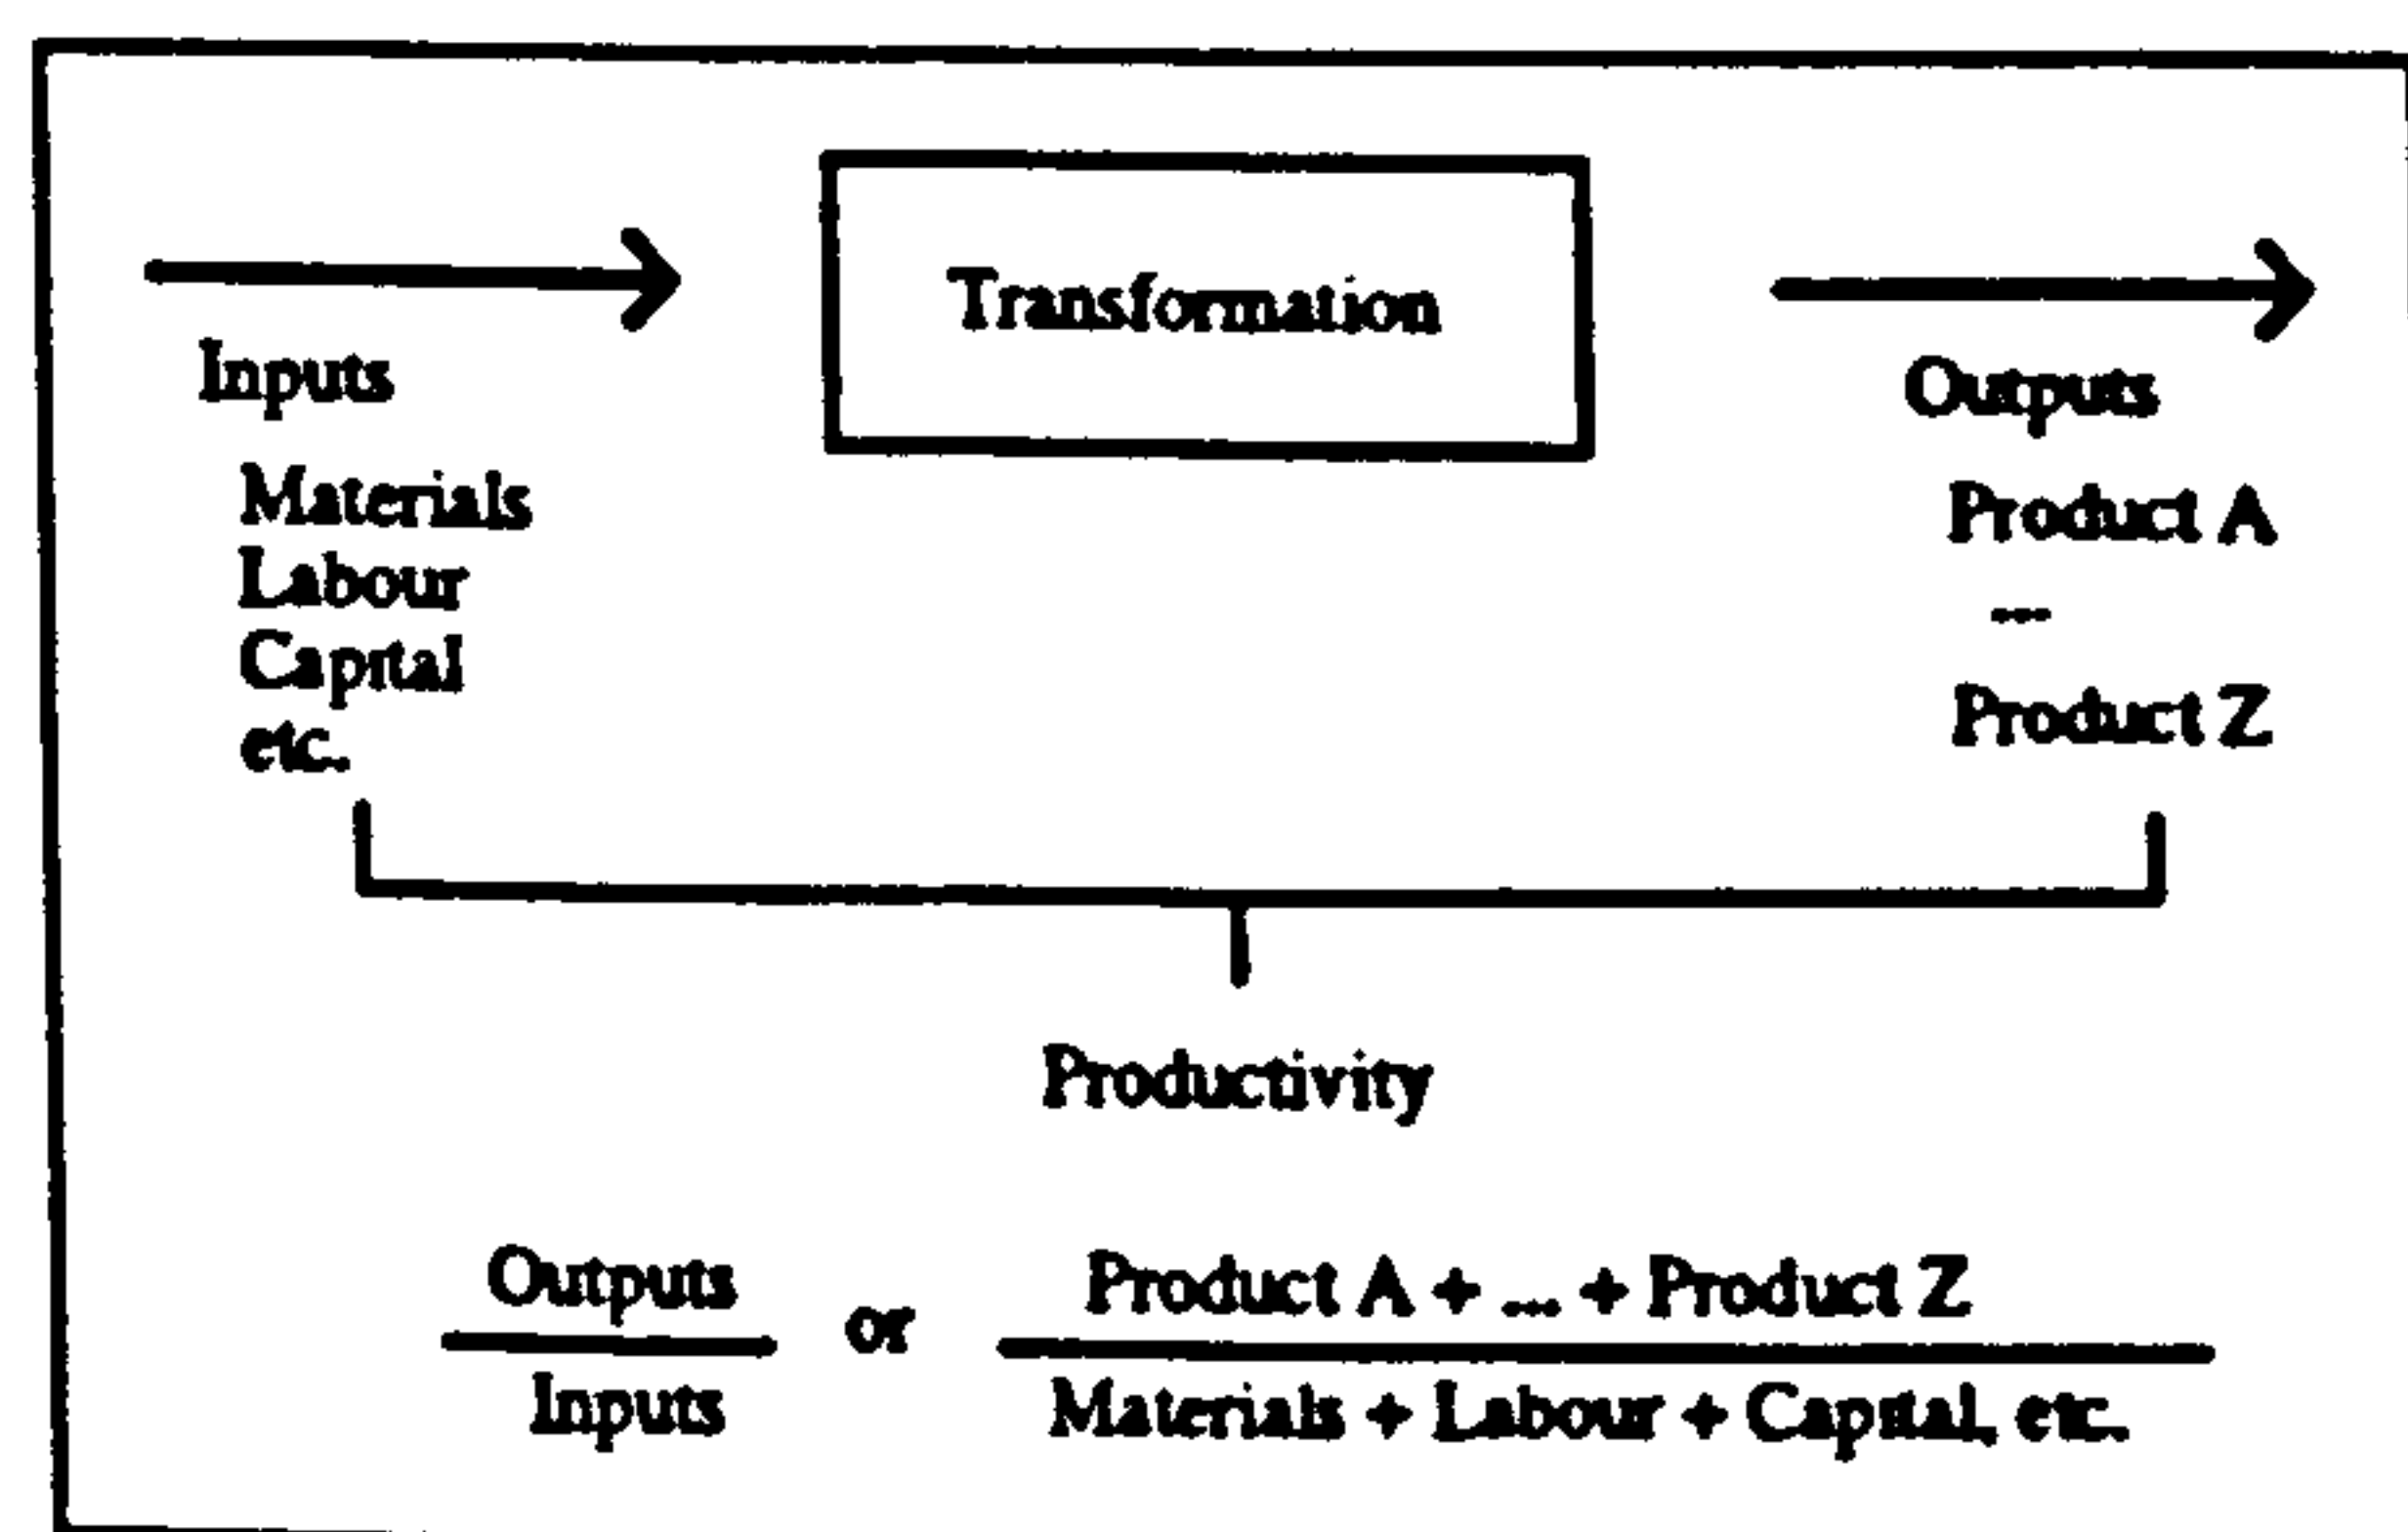 Transformation
Inputs
Materials
Labour
Capital
etc.
Outputs
Product A
...
Product Z
Productivity
Outputs
Inputs
or
Product A + ... + Product Z
Materials + Labour + Capital, etc.